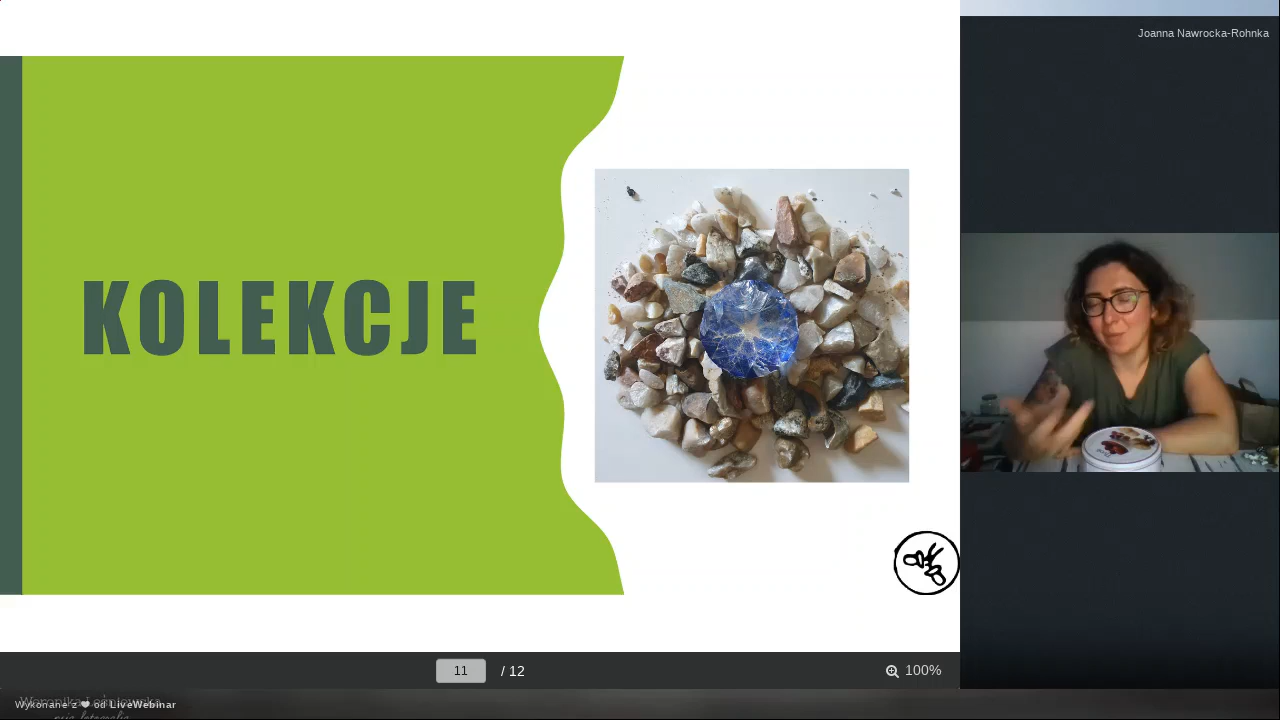 Joanna Nawrocka-Rohnka
KOLEKCJE
11 / 12
100%
Wykonane z ❤ od LiveWebinar